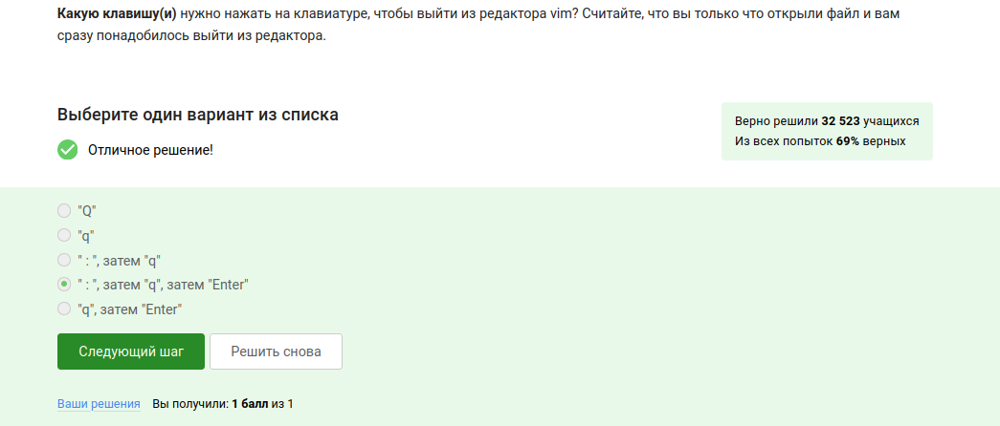 Какую клавишу(и) нужно нажать на клавиатуре, чтобы выйти из редактора vim? Считайте, что вы только что открыли файл и вам
сразу понадобилось выйти из редактора.
Выберите один вариант из списка
Отличное решение!
Верно решили 32 523 учащихся
Из всех попыток 69% верных
"Q"
"q"
" : ", затем "q"
" : ", затем "q", затем "Enter"
"q", затем "Enter"
Следующий шаг
Решить снова
Ваши решения
Вы получили: 1 балл из 1